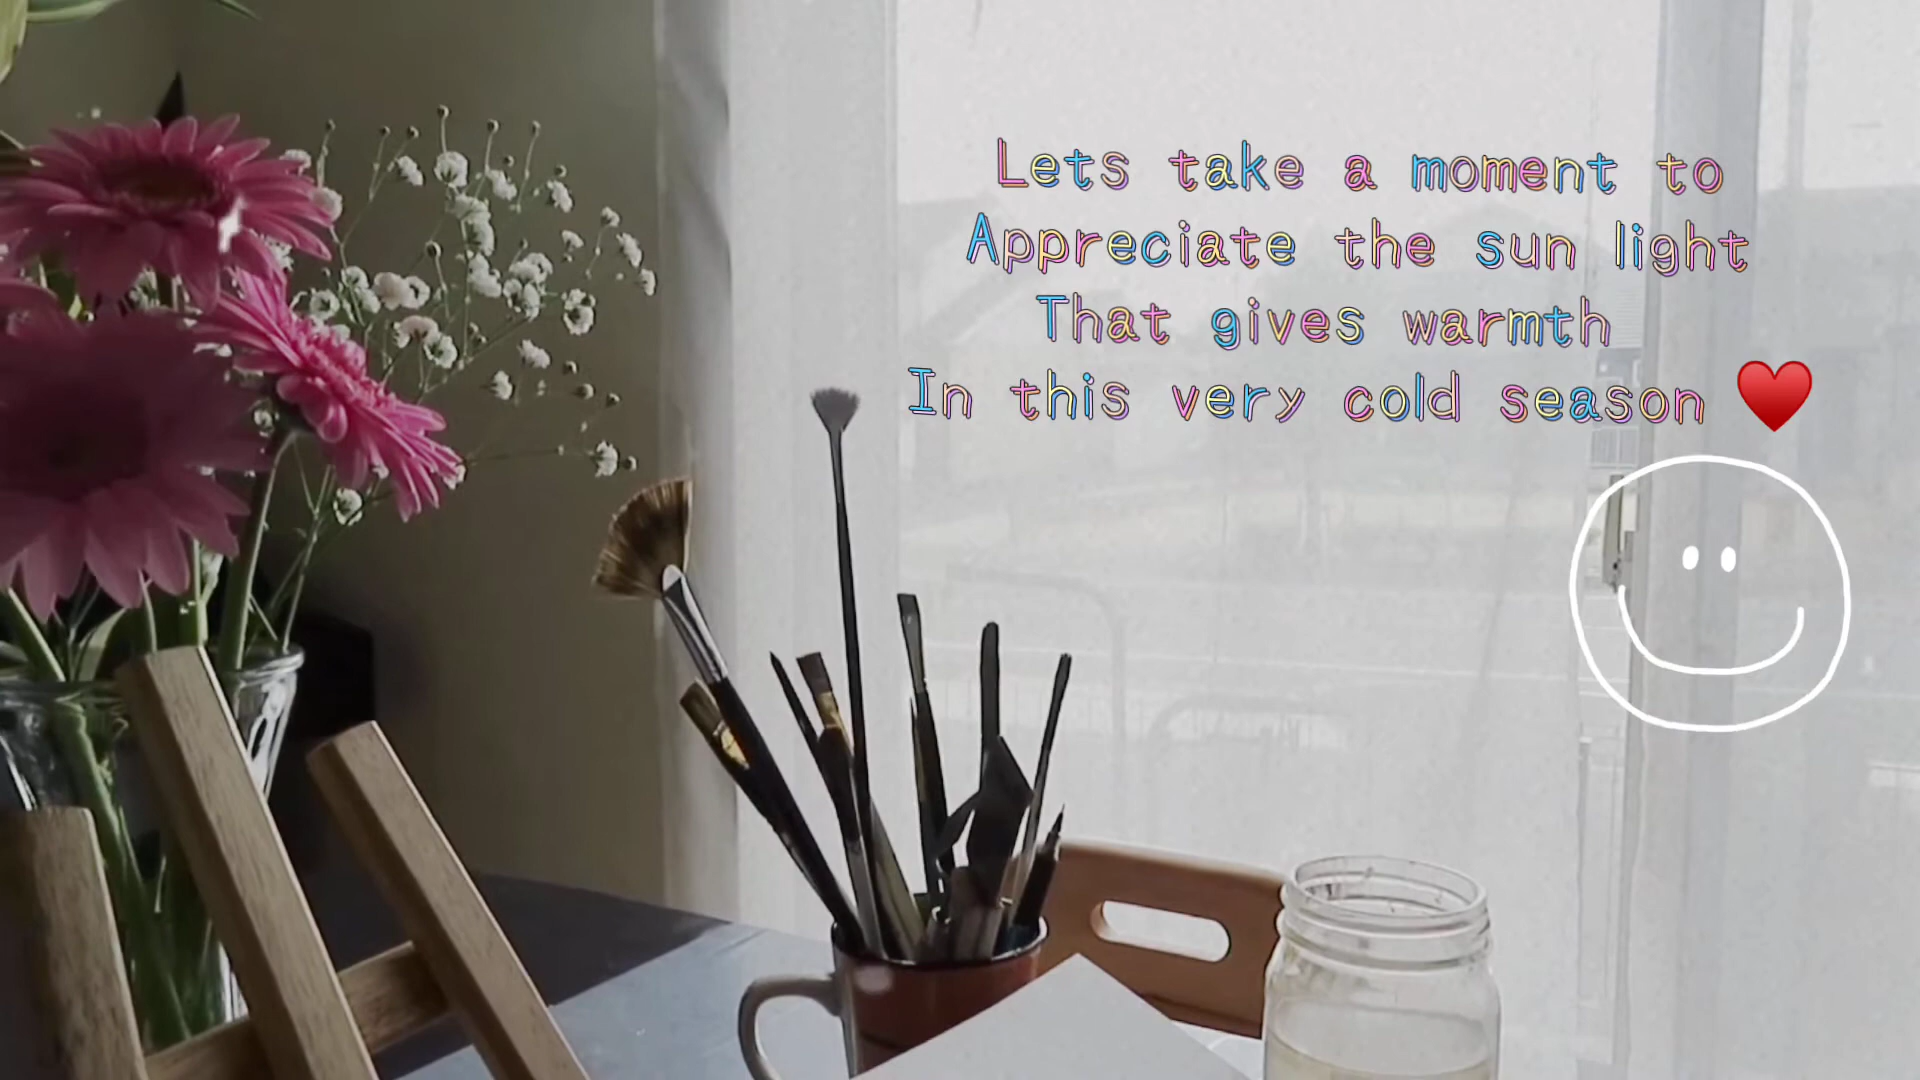 Lets take a moment to
Appreciate the sun light
That gives warmth
In this very cold season ♥️